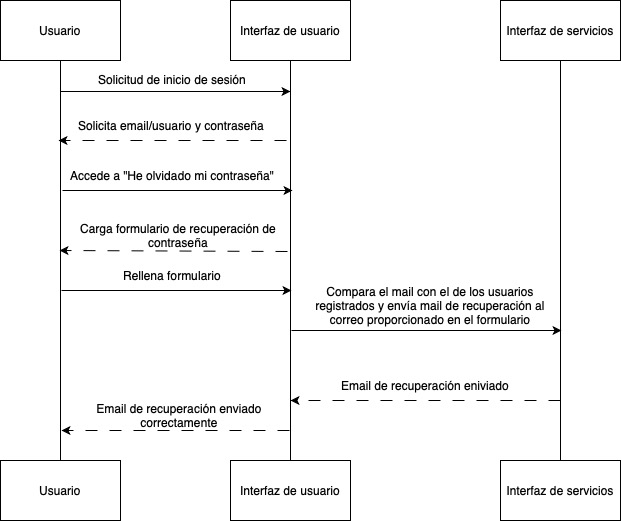 Usuario
Interfaz de usuario
Interfaz de servicios
Solicitud de inicio de sesión
Solicita email/usuario y contraseña
Accede a "He olvidado mi contraseña"
Carga formulario de recuperación de
contraseña
Rellena formulario
Compara el mail con el de los usuarios
registrados y envía mail de recuperación al
correo proporcionado en el formulario
Email de recuperación eniviado
Email de recuperación enviado
correctamente
Usuario
Interfaz de usuario
Interfaz de servicios